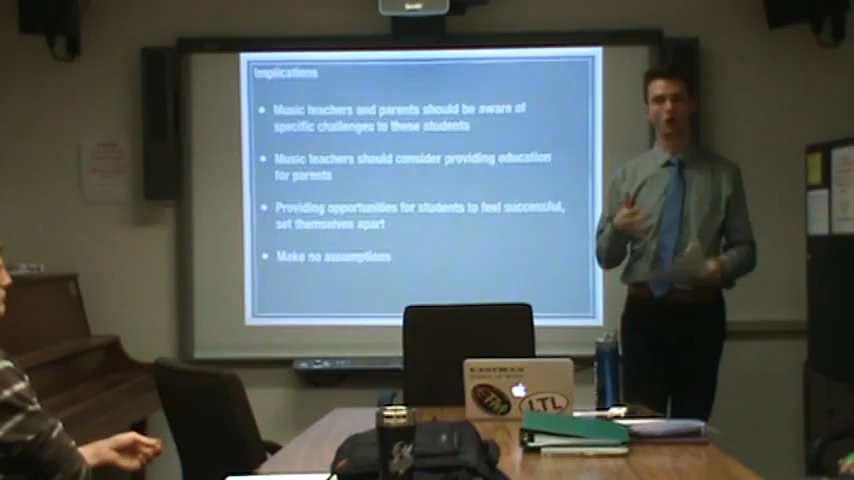 Implications
• Music teachers and parents should be aware of
specific challenges to these students
• Music teachers should consider providing education
for parents
• Providing opportunities for students to feel successful,
set themselves apart
• Make no assumptions
EASTMAN
LTL